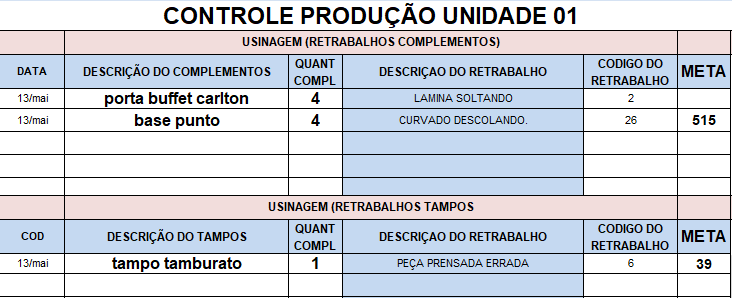 CONTROLE PRODUÇÃO UNIDADE 01
USINAGEM (RETRABALHOS COMPLEMENTOS)
DATA DESCRIÇÃO DO COMPLEMENTOS QUANT COMPL DESCRIÇAO DO RETRABALHO CODIGO DO RETRABALHO META
13/mai porta buffet carlton 4 LAMINA SOLTANDO 2
13/mai base punto 4 CURVADO DESCOLANDO. 26 515
USINAGEM (RETRABALHOS TAMPOS
COD DESCRIÇÃO DO TAMPOS QUANT COMPL DESCRIÇAO DO RETRABALHO CODIGO DO RETRABALHO META
13/mai tampo tamburato 1 PEÇA PRENSADA ERRADA 6 39